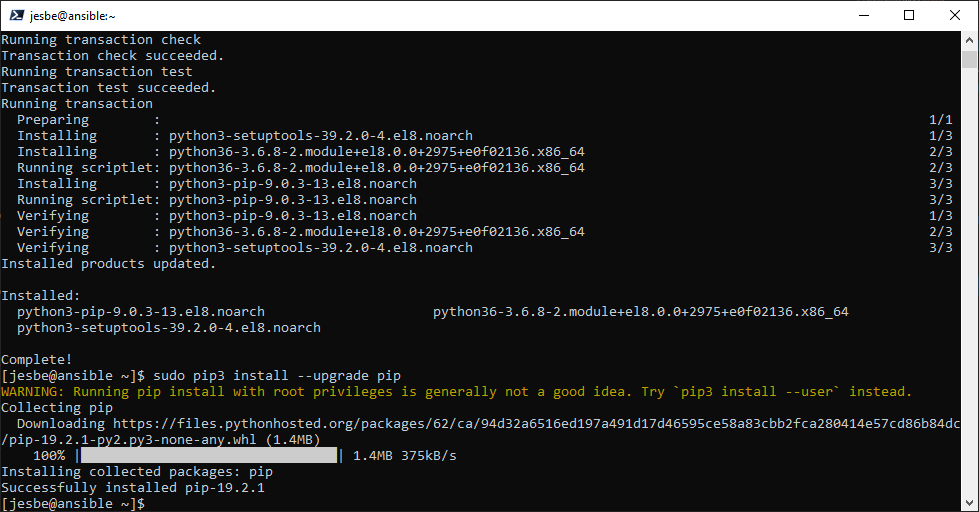 jesbe@ansible:~
Running transaction check
Transaction check succeeded.
Running transaction test
Transaction test succeeded.
Running transaction
  Preparing        :                                                                                                1/1
  Installing       : python3-setuptools-39.2.0-4.el8.noarch                                                         1/3
  Installing       : python36-3.6.8-2.module+el8.0.0+2975+e0f02136.x86_64                                           2/3
  Running scriptlet: python36-3.6.8-2.module+el8.0.0+2975+e0f02136.x86_64                                           2/3
  Installing       : python3-pip-9.0.3-13.el8.noarch                                                                3/3
  Running scriptlet: python3-pip-9.0.3-13.el8.noarch                                                                3/3
  Verifying        : python3-pip-9.0.3-13.el8.noarch                                                                1/3
  Verifying        : python36-3.6.8-2.module+el8.0.0+2975+e0f02136.x86_64                                           2/3
  Verifying        : python3-setuptools-39.2.0-4.el8.noarch                                                         3/3
Installed products updated.

Installed:
  python3-pip-9.0.3-13.el8.noarch                     python36-3.6.8-2.module+el8.0.0+2975+e0f02136.x86_64
  python3-setuptools-39.2.0-4.el8.noarch

Complete!
[jesbe@ansible ~]$ sudo pip3 install --upgrade pip
WARNING: Running pip install with root privileges is generally not a good idea. Try `pip3 install --user` instead.
Collecting pip
  Downloading https://files.pythonhosted.org/packages/62/ca/94d32a6516ed197a491d17d46595ce58a83cbb2fca280414e57cd86b84dc
/pip-19.2.1-py2.py3-none-any.whl (1.4MB)
    100% |████████████████████████████████| 1.4MB 375kB/s
Installing collected packages: pip
Successfully installed pip-19.2.1
[jesbe@ansible ~]$